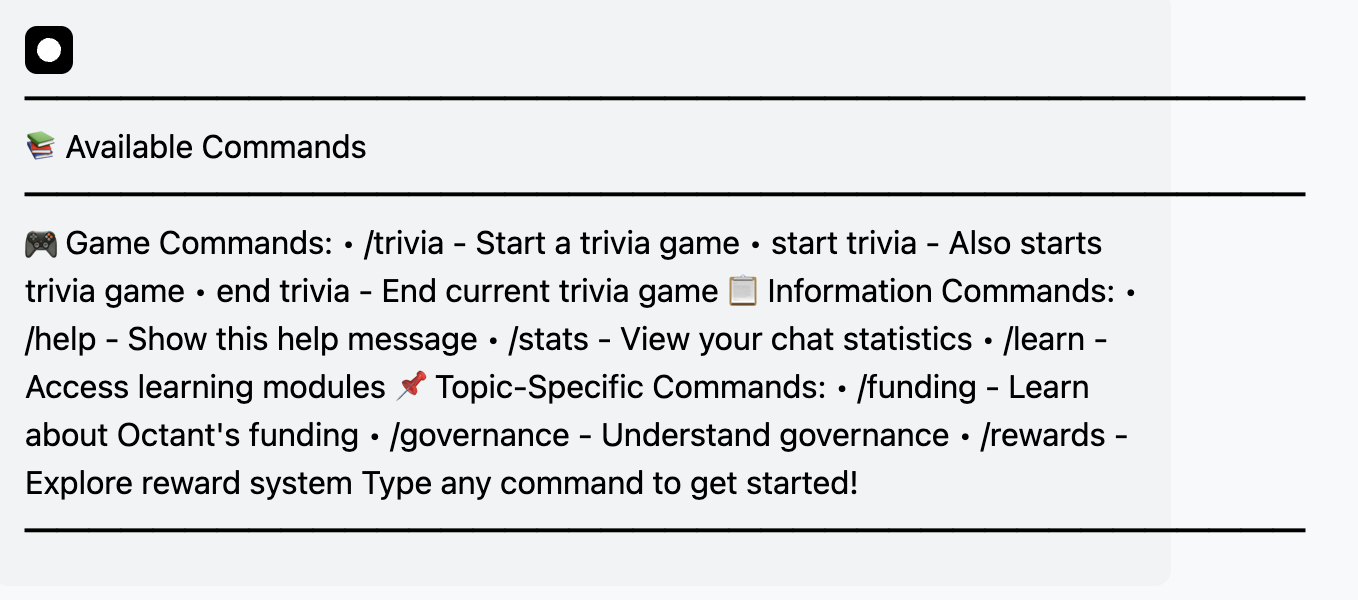 📚 Available Commands
🎮 Game Commands: • /trivia - Start a trivia game • start trivia - Also starts
trivia game • end trivia - End current trivia game 📋 Information Commands: •
/help - Show this help message • /stats - View your chat statistics • /learn -
Access learning modules 📌 Topic-Specific Commands: • /funding - Learn
about Octant's funding • /governance - Understand governance • /rewards -
Explore reward system Type any command to get started!